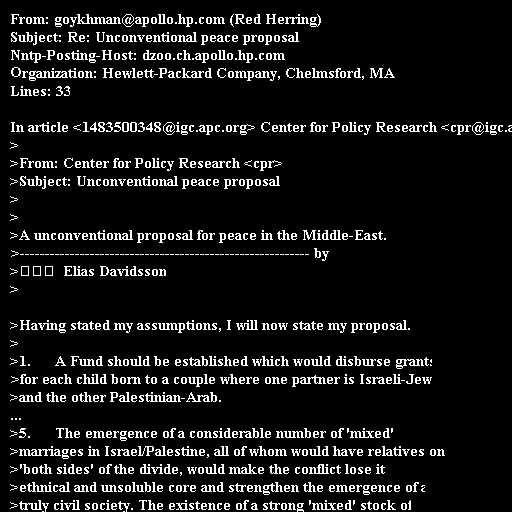 From: goykhman@apollo.hp.com (Red Herring)
Subject: Re: Unconventional peace proposal
Nntp-Posting-Host: dzoo.ch.apollo.hp.com
Organization: Hewlett-Packard Company, Chelmsford, MA
Lines: 33

In article <1483500348@igc.apc.org> Center for Policy Research <cpr@igc.a
>
>From: Center for Policy Research <cpr>
>Subject: Unconventional peace proposal
>
>
>A unconventional proposal for peace in the Middle-East.
>---------------------------------------------------------- by
> Elias Davidsson
>

>Having stated my assumptions, I will now state my proposal.
>
>1. A Fund should be established which would disburse grants
>for each child born to a couple where one partner is Israeli-Jew
>and the other Palestinian-Arab.
...
>5. The emergence of a considerable number of 'mixed'
>marriages in Israel/Palestine, all of whom would have relatives on
>'both sides' of the divide, would make the conflict lose it
>ethnical and unsoluble core and strengthen the emergence of a
>truly civil society. The existence of a strong 'mixed' stock of